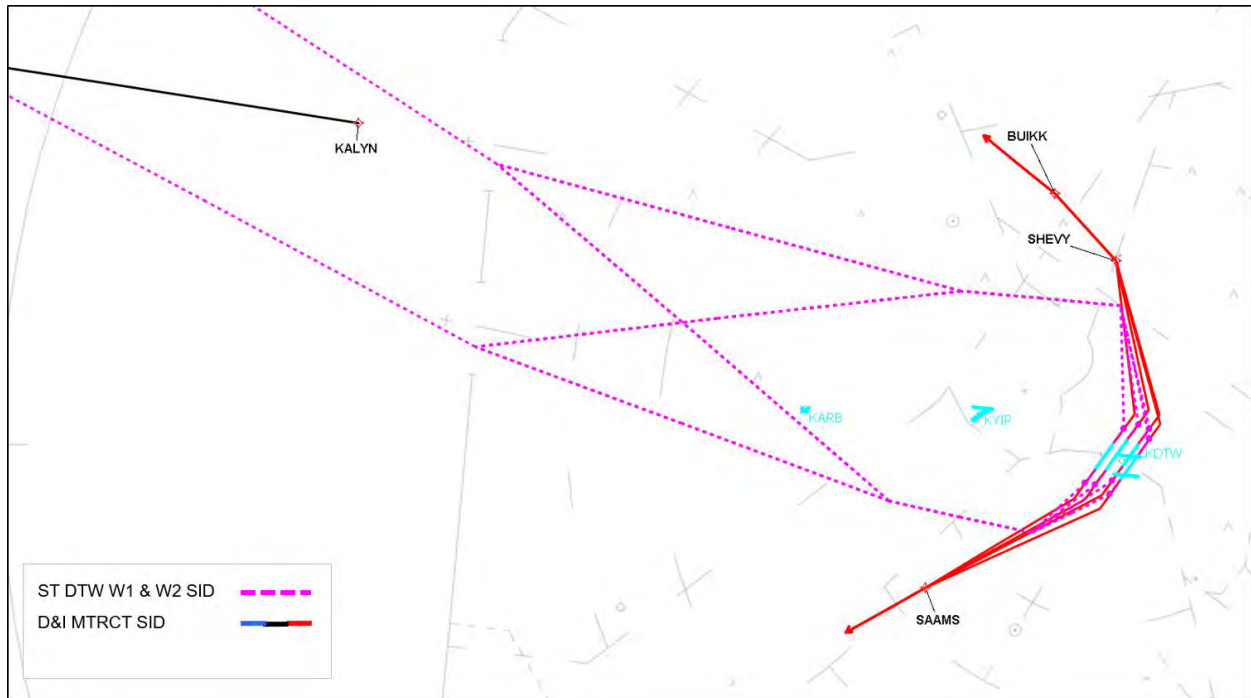 KALYN
BUIKK
SHEVY
KARB
KYIP
KDTW
SAAMS
ST DTW W1 & W2 SID
D&I MTRCT SID